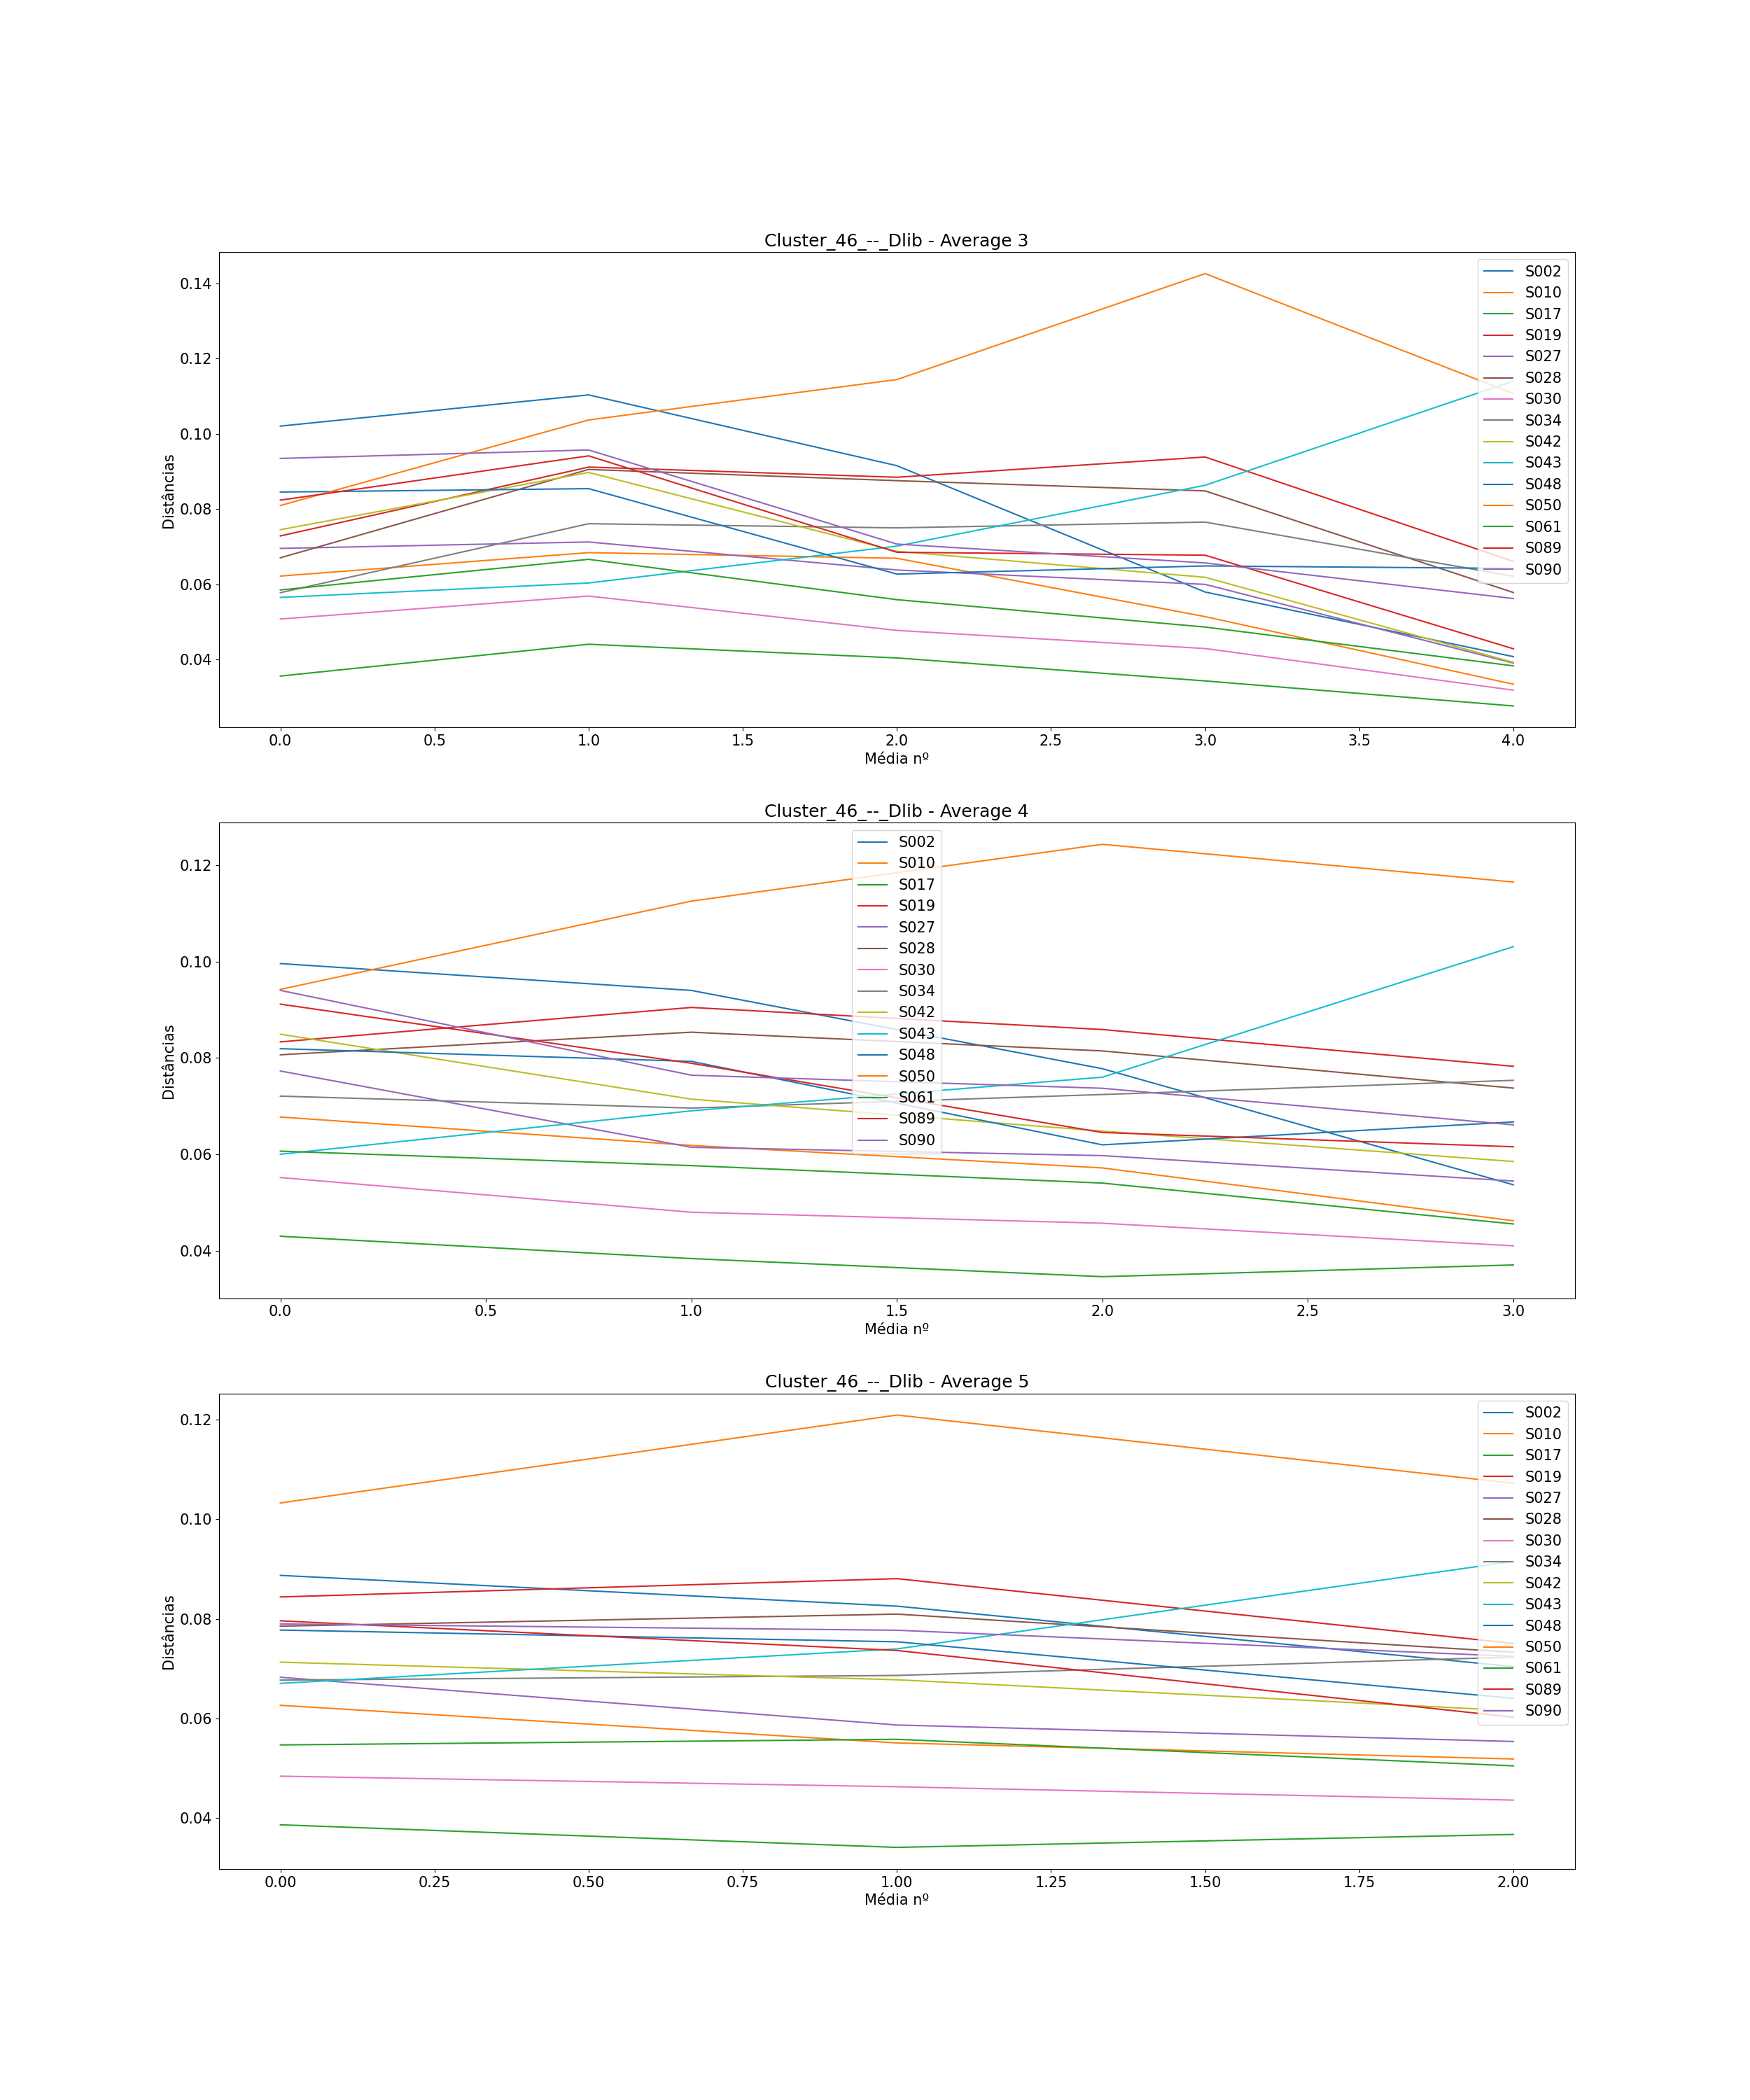 Cluster_46_--_Dlib - Average 3
0.14
0.12
0.10
0.08
0.06
0.04
Distâncias
0.0 0.5 1.0 1.5 2.0 2.5 3.0 3.5 4.0
Média nº
S002
S010
S017
S019
S027
S028
S030
S034
S042
S043
S048
S050
S061
S089
S090
Cluster_46_--_Dlib - Average 4
0.12
0.10
0.08
0.06
0.04
Distâncias
0.0 0.5 1.0 1.5 2.0 2.5 3.0
Média nº
S002
S010
S017
S019
S027
S028
S030
S034
S042
S043
S048
S050
S061
S089
S090
Cluster_46_--_Dlib - Average 5
0.12
0.10
0.08
0.06
0.04
Distâncias
0.00 0.25 0.50 0.75 1.00 1.25 1.50 1.75 2.00
Média nº
S002
S010
S017
S019
S027
S028
S030
S034
S042
S043
S048
S050
S061
S089
S090